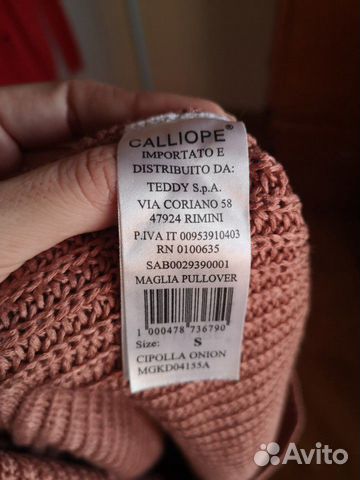 CALLIOPE®
IMPORTATO E
DISTRIBUITO DA:
TEDDY S.p.A.
VIA CORIANO 58
47924 RIMINI
P.IVA IT 00953910403
RN 0100635
SAB0029390001
MAGLIA PULLOVER
1 000478 736790
Size: S
CIPOLLA ONION
MGKD04155A
Avito